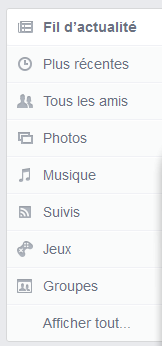 Fil d'actualité
Plus récentes
Tous les amis
Photos
Musique
Suivis
Jeux
Groupes
Afficher tout...